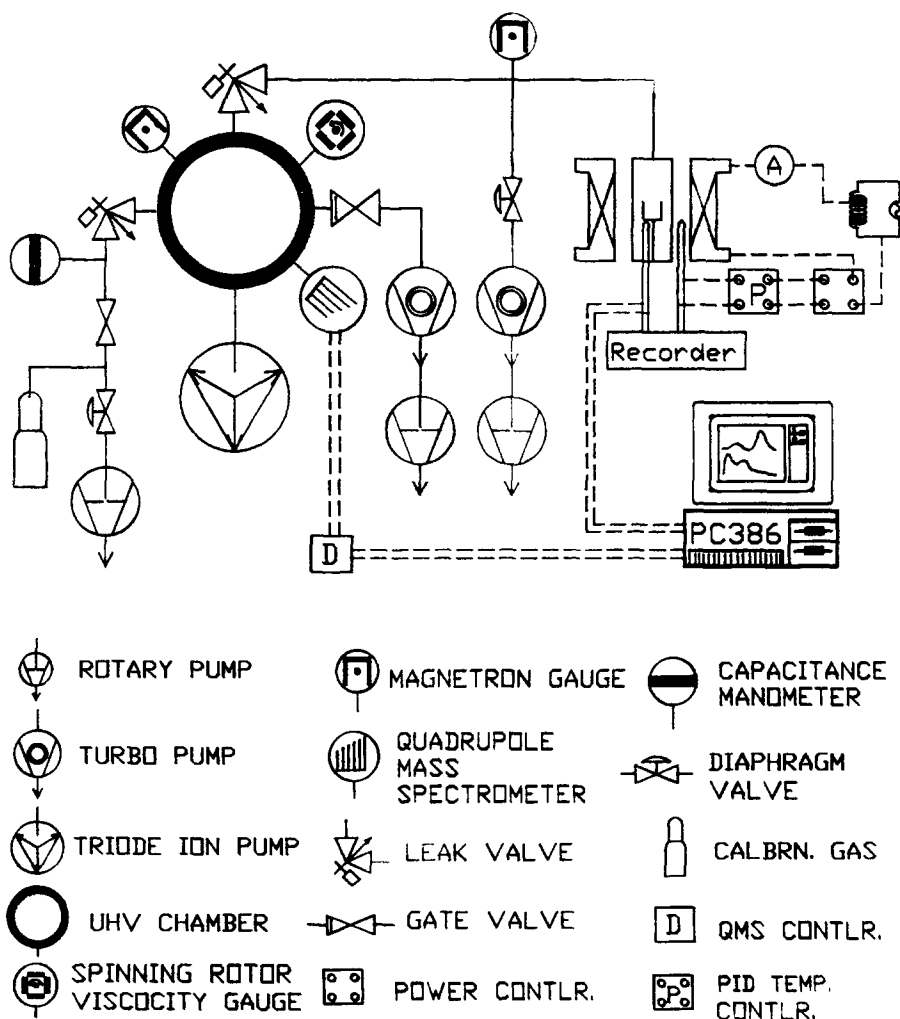 A
P
Recorder
PC386
D
ROTARY PUMP
MAGNETRON GAUGE
CAPACITANCE
MANOMETER
TURBO PUMP
QUADRUPOLE
MASS
SPECTROMETER
DIAPHRAGM
VALVE
TRIODE ION PUMP
LEAK VALVE
CALBRN. GAS
UHV CHAMBER
GATE VALVE
D
QMS CONTLR.
SPINNING ROTOR
VISCOCITY GAUGE
POWER CONTLR.
P
PID TEMP.
CONTLR.